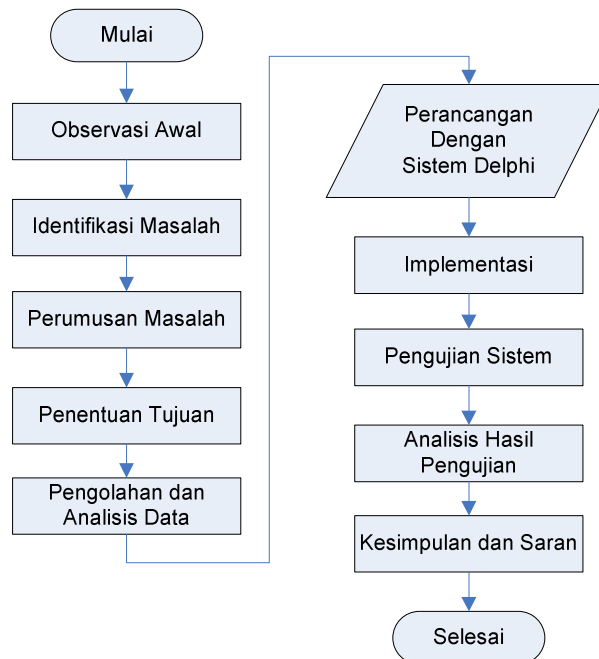 Mulai
Observasi Awal
Identifikasi Masalah
Perumusan Masalah
Penentuan Tujuan
Pengolahan dan
Analisis Data
Perancangan
Dengan
Sistem Delphi
Implementasi
Pengujian Sistem
Analisis Hasil
Pengujian
Kesimpulan dan Saran
Selesai